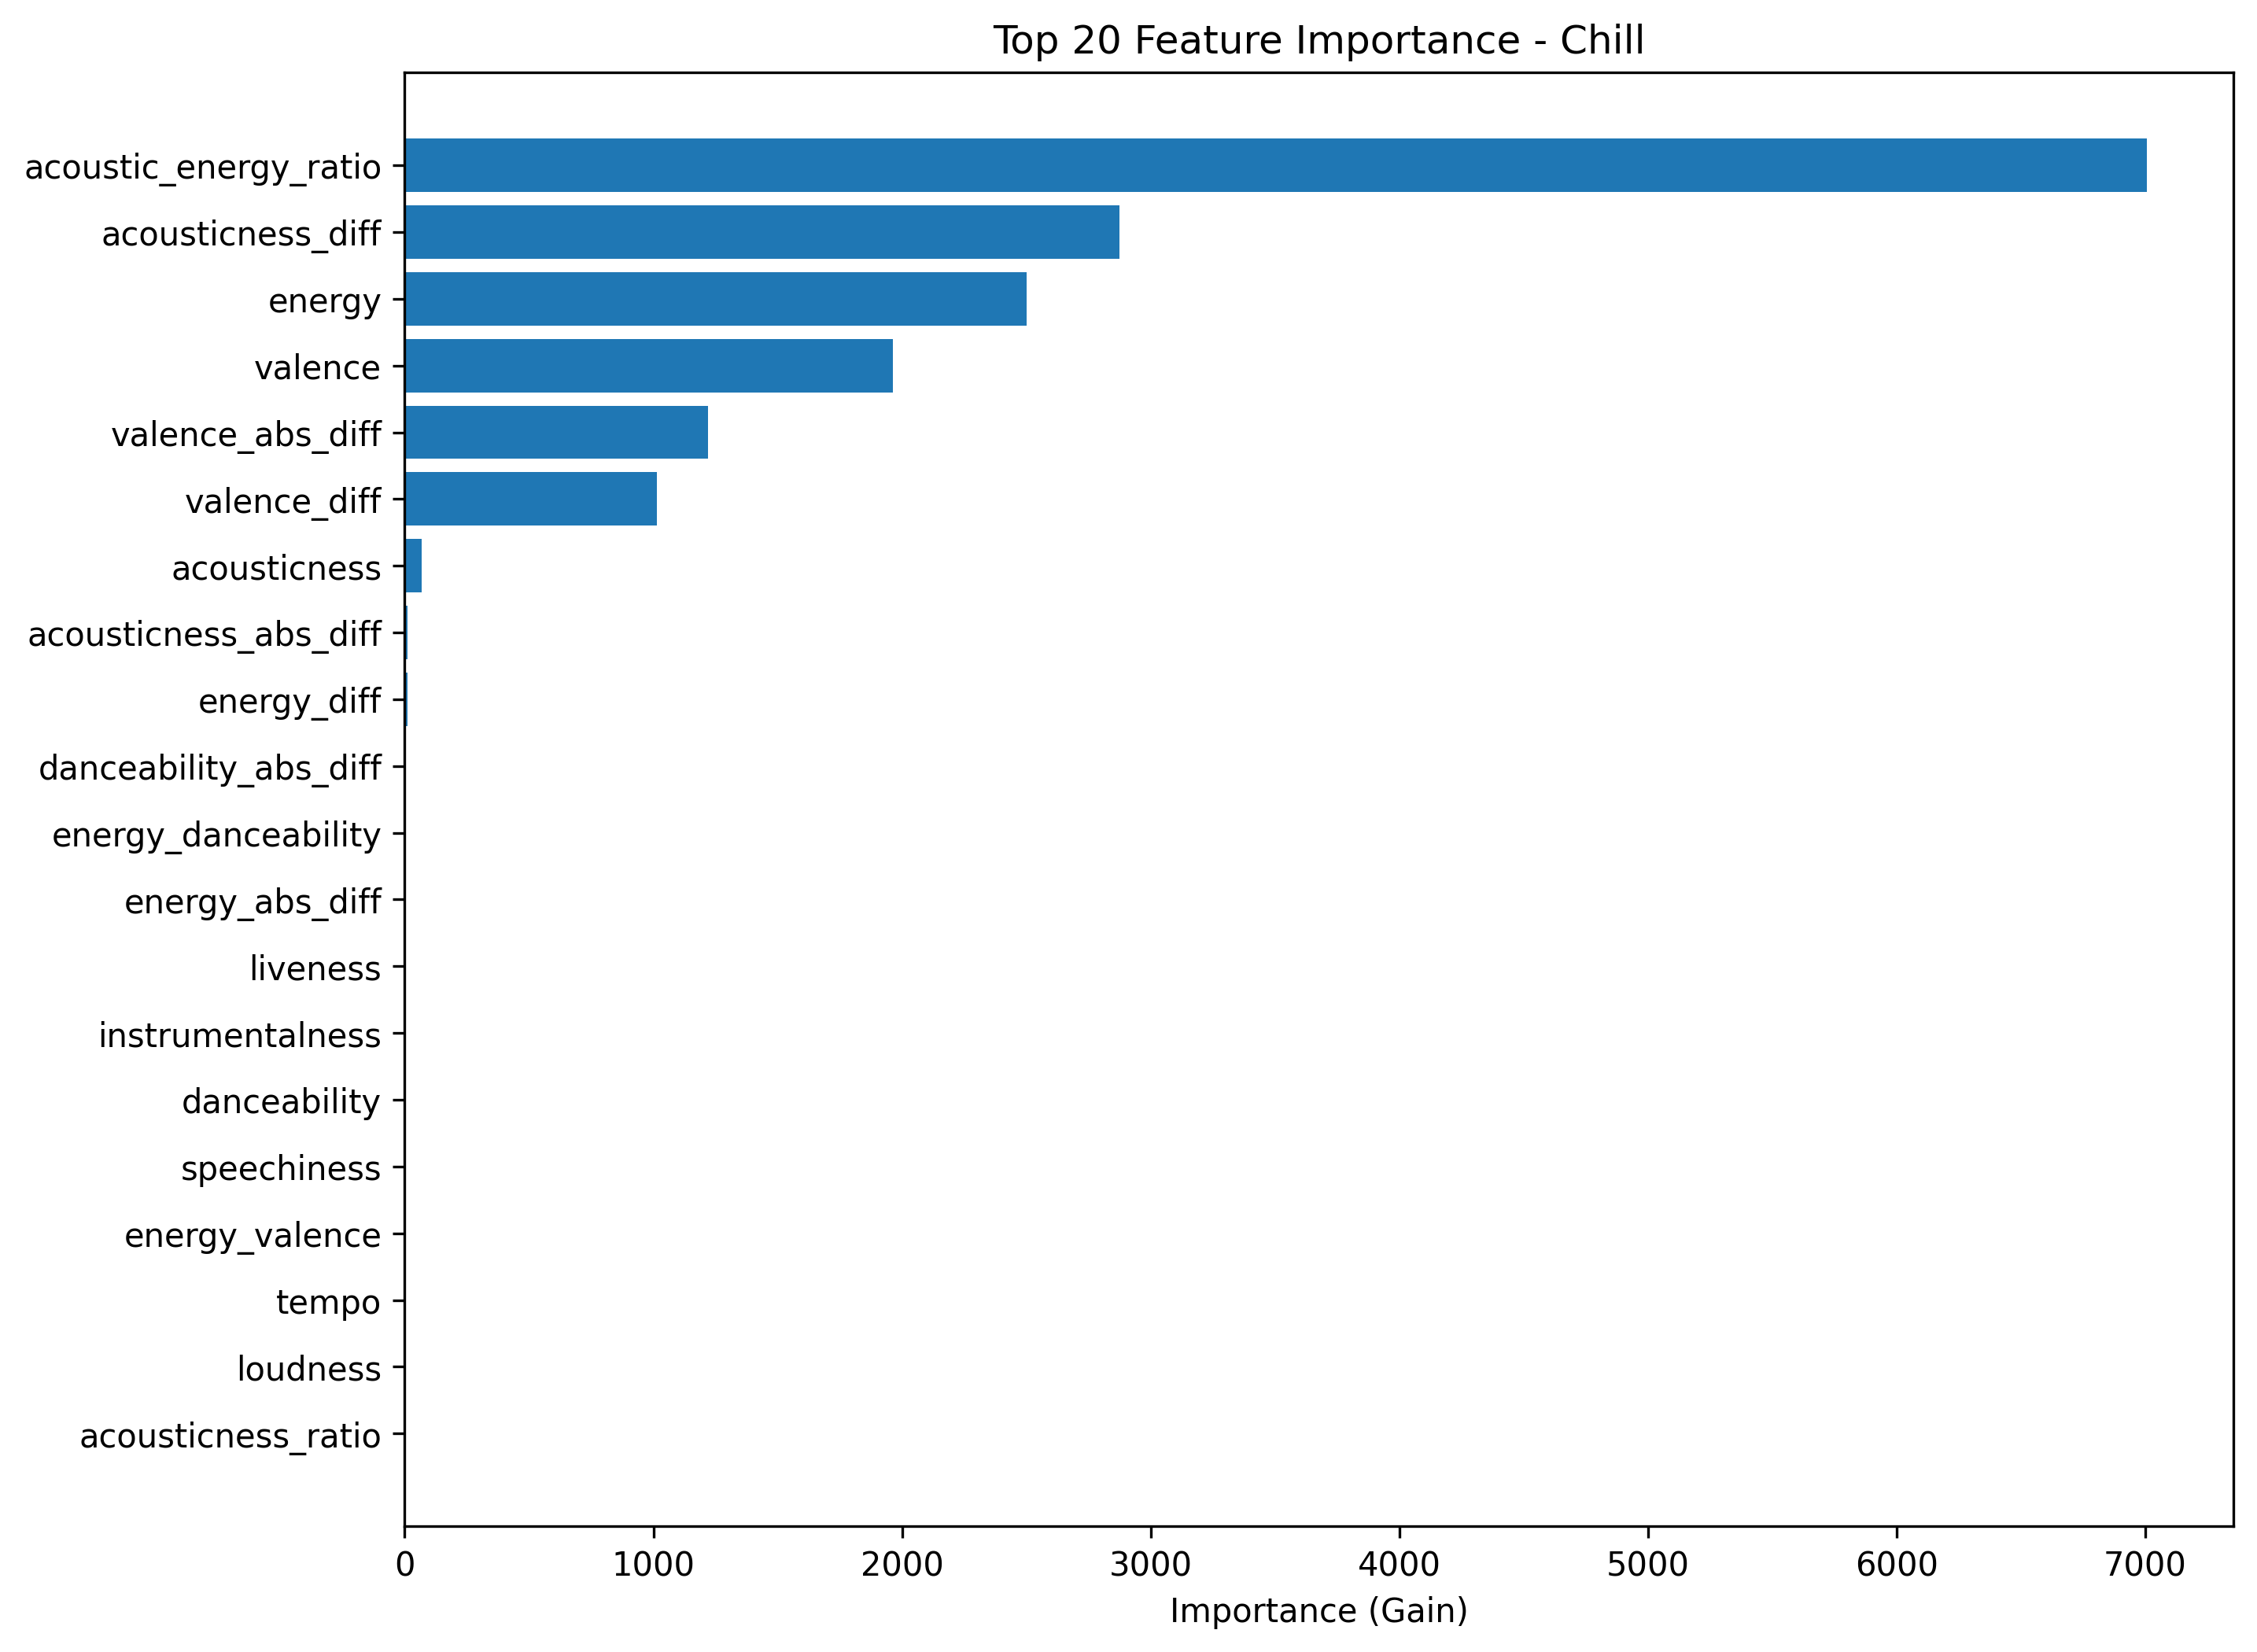 Top 20 Feature Importance - Chill
acoustic_energy_ratio
acousticness_diff
energy
valence
valence_abs_diff
valence_diff
acousticness
acousticness_abs_diff
energy_diff
danceability_abs_diff
energy_danceability
energy_abs_diff
liveness
instrumentalness
danceability
speechiness
energy_valence
tempo
loudness
acousticness_ratio
0 1000 2000 3000 4000 5000 6000 7000
Importance (Gain)